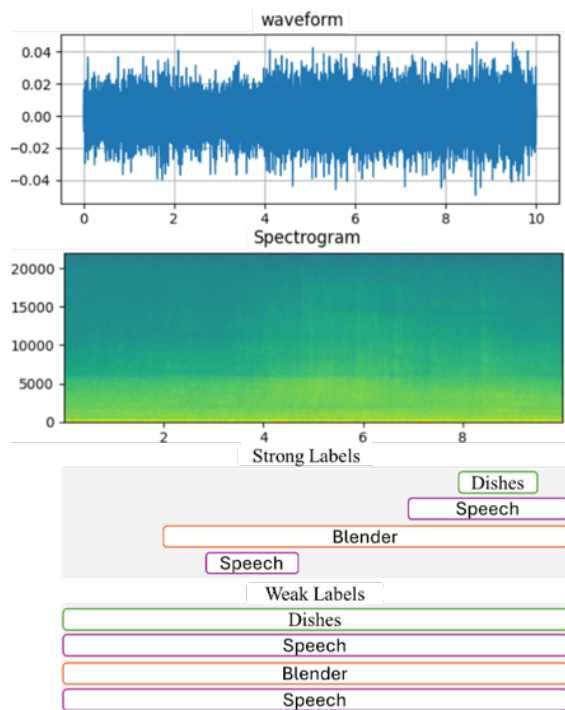 waveform
0.04
0.02
0.00
−0.02
−0.04
0 2 4 6 8 10
Spectrogram
20000
15000
10000
5000
0
2 4 6 8
Strong Labels
Dishes
Speech
Blender
Speech
Weak Labels
Dishes
Speech
Blender
Speech